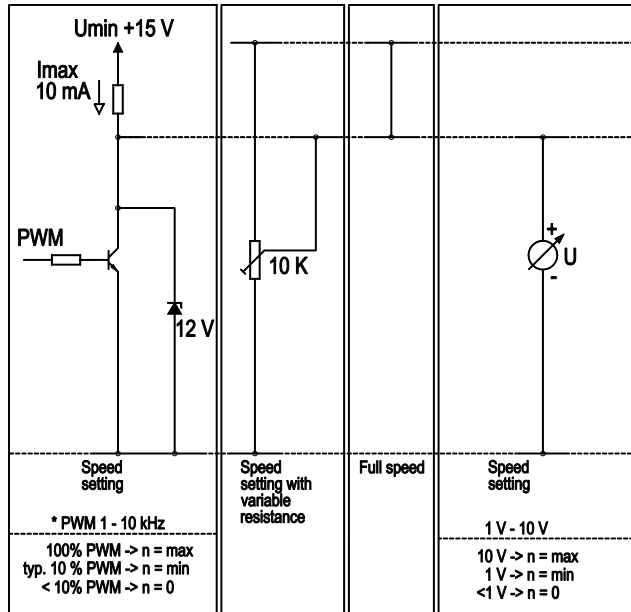 Umin +15 V
Imax
10 mA
PWM
12 V
Speed
setting
* PWM 1 - 10 kHz
100% PWM -> n = max
typ. 10 % PWM -> n = min
< 10% PWM -> n = 0
10 K
Speed
setting with
variable
resistance
Full speed
+
U
-
Speed
setting
1 V - 10 V
10 V -> n = max
1 V -> n = min
<1 V -> n = 0